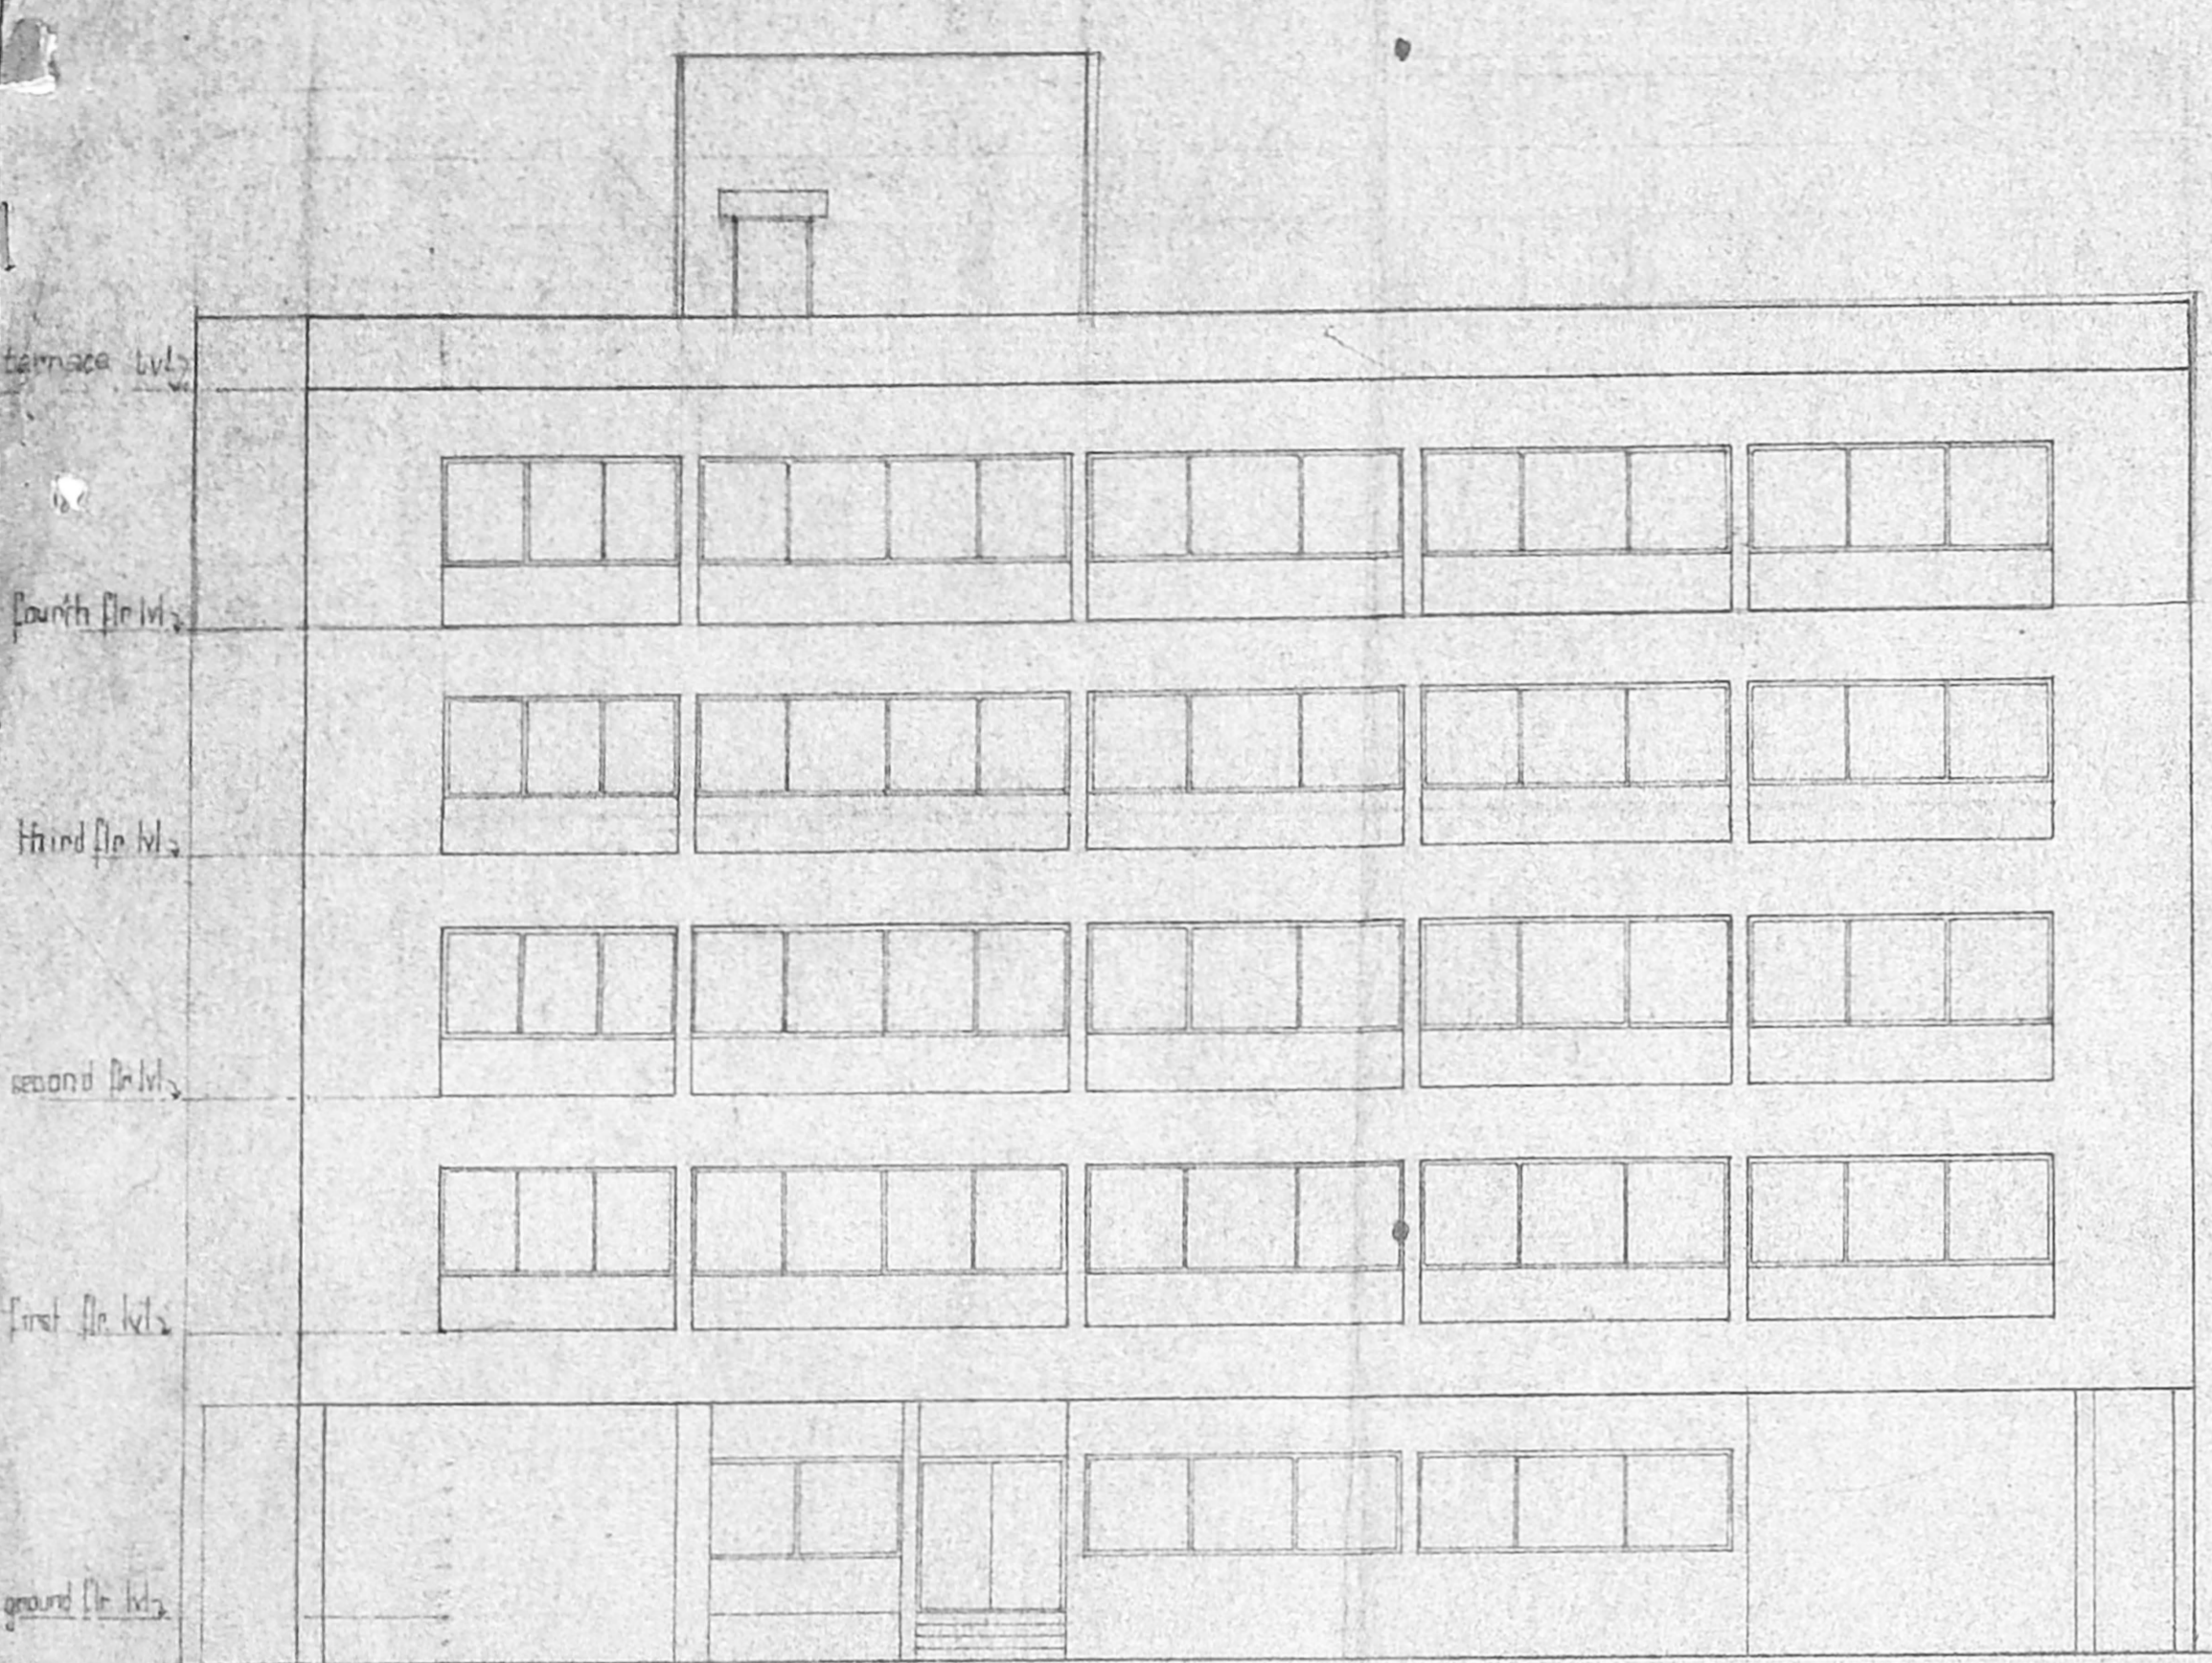 terrace lvl
fourth flr lvl
third flr lvl
second flr lvl
first flr lvl
ground flr lvl